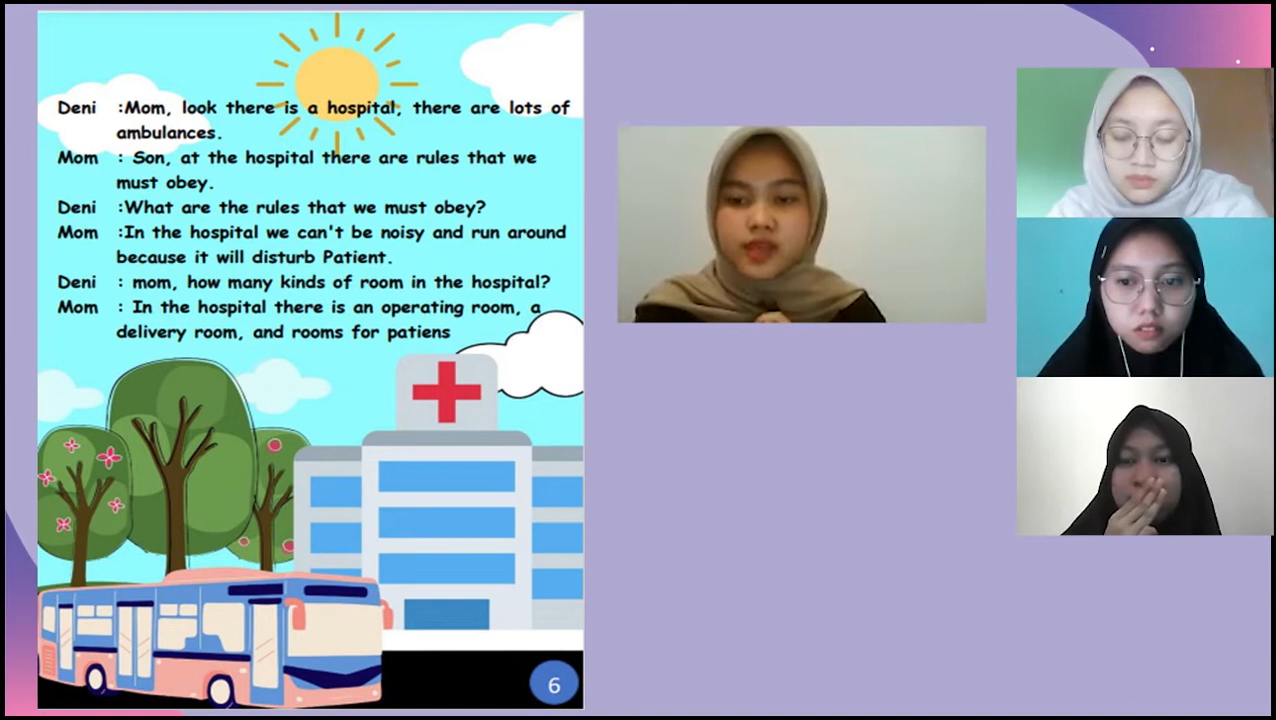 Deni :Mom, look there is a hospital, there are lots of
ambulances.
Mom : Son, at the hospital there are rules that we
must obey.
Deni :What are the rules that we must obey?
Mom :In the hospital we can't be noisy and run around
because it will disturb Patient.
Deni : mom, how many kinds of room in the hospital?
Mom : In the hospital there is an operating room, a
delivery room, and rooms for patiens
6